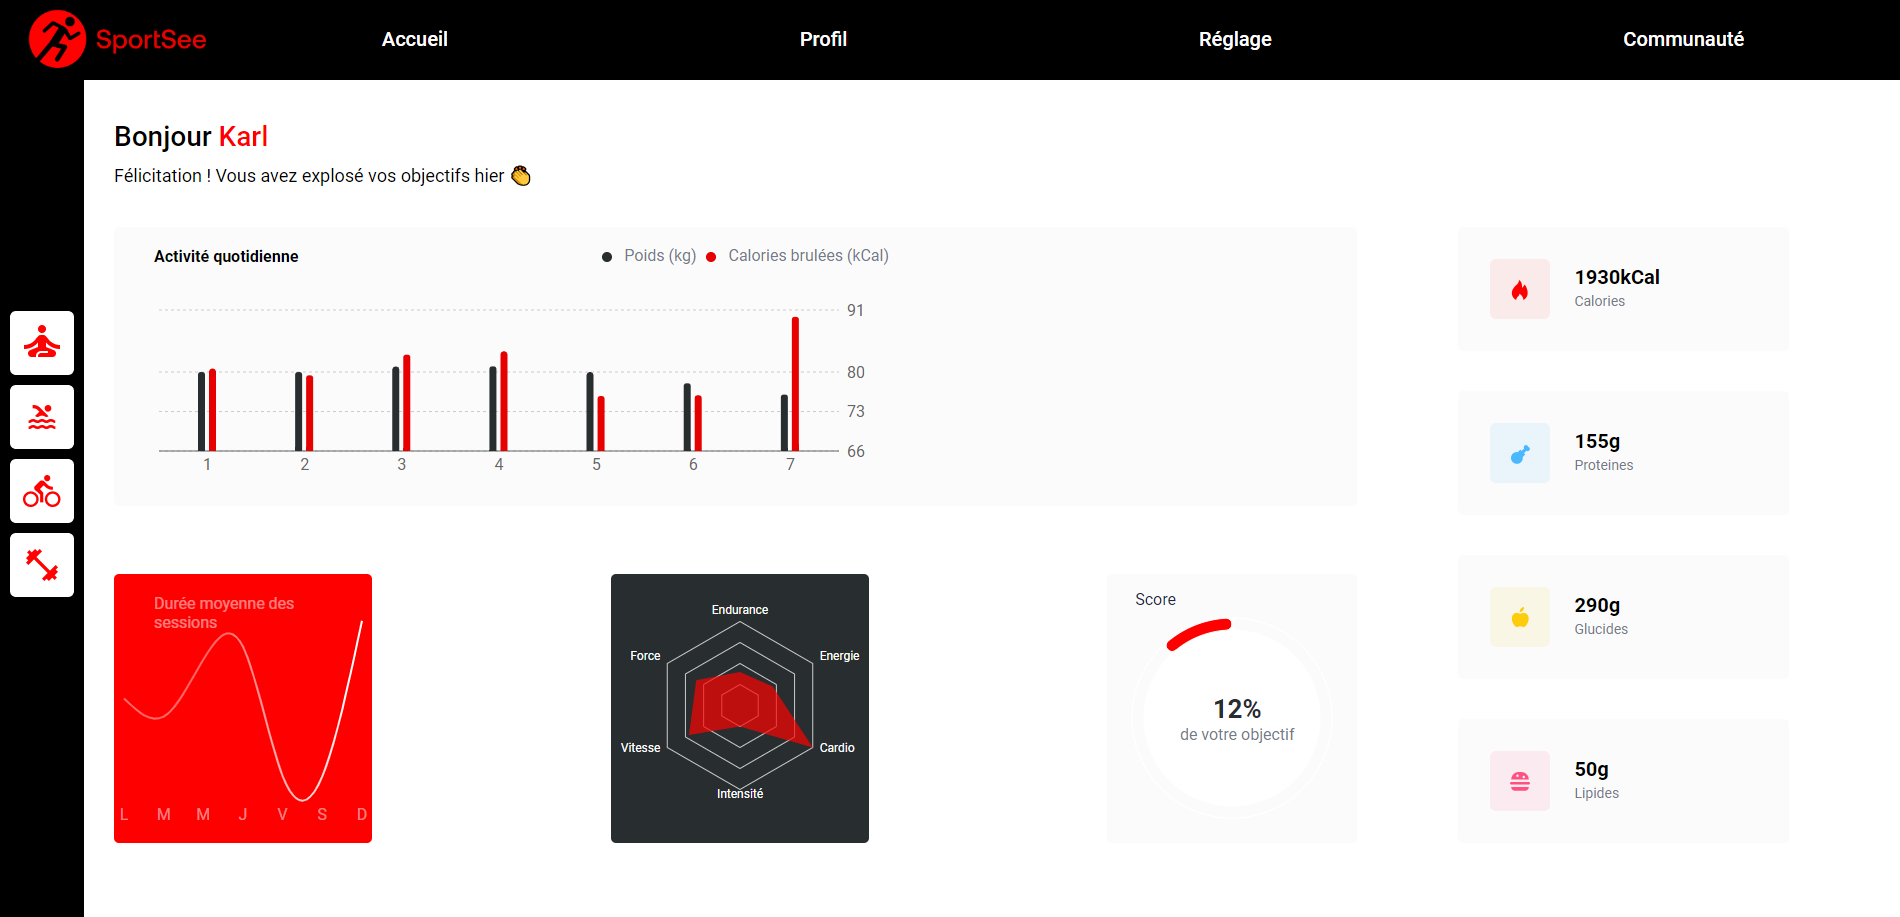 SportSee
Accueil
Profil
Réglage
Communauté
Bonjour Karl
Félicitation ! Vous avez explosé vos objectifs hier 👏
Activité quotidienne
Poids (kg)
Calories brulées (kCal)
91
80
73
66
1 2 3 4 5 6 7
1930kCal
Calories
155g
Proteines
290g
Glucides
50g
Lipides
Durée moyenne des
sessions
L M M J V S D
Endurance
Force
Energie
Vitesse
Cardio
Intensité
Score
12%
de votre objectif